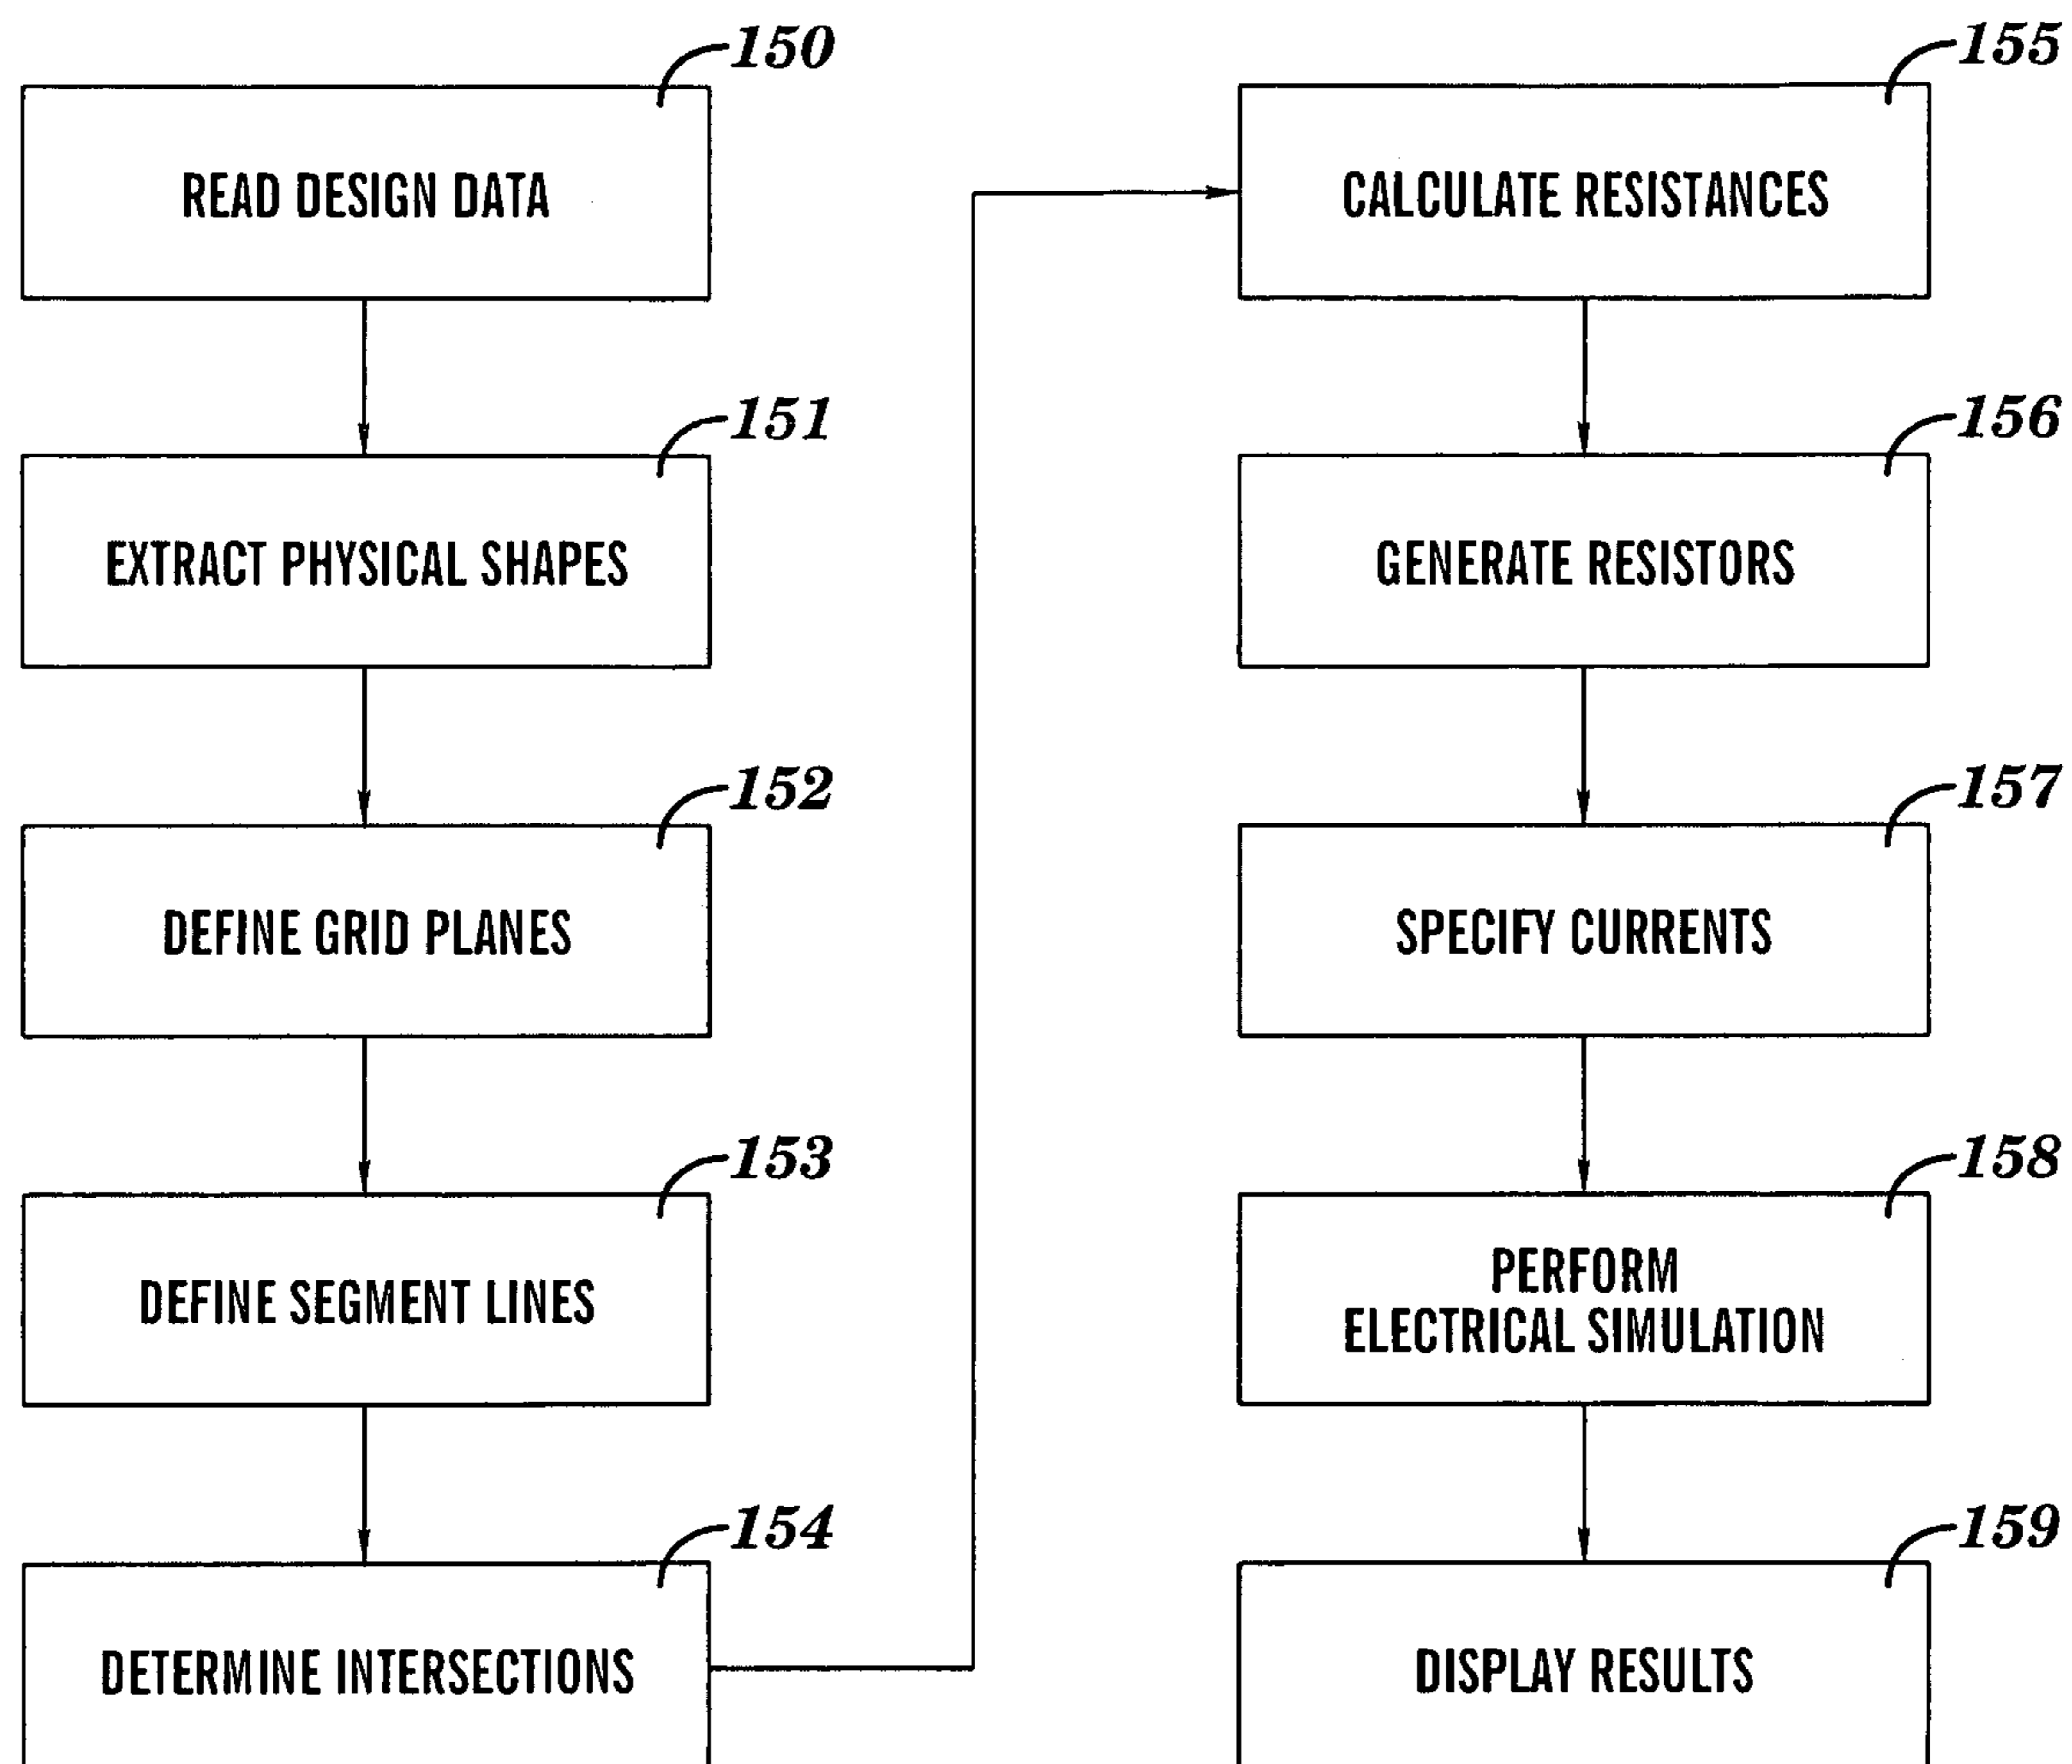 150
READ DESIGN DATA
151
EXTRACT PHYSICAL SHAPES
152
DEFINE GRID PLANES
153
DEFINE SEGMENT LINES
154
DETERMINE INTERSECTIONS
155
CALCULATE RESISTANCES
156
GENERATE RESISTORS
157
SPECIFY CURRENTS
158
PERFORM
ELECTRICAL SIMULATION
159
DISPLAY RESULTS